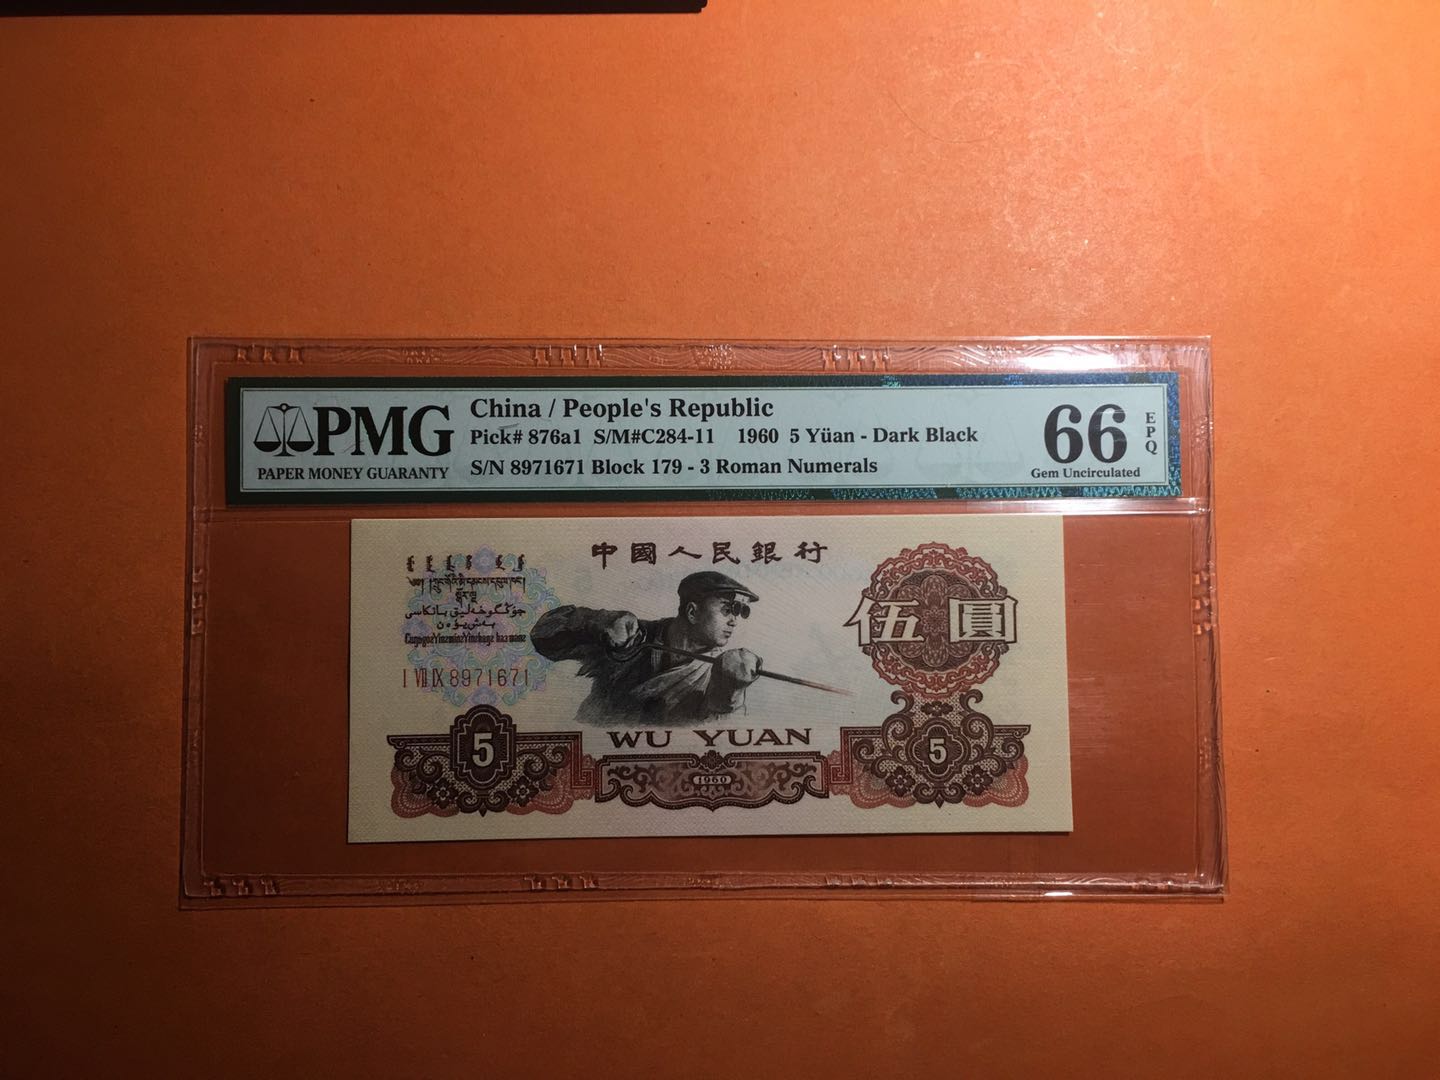 PMG
PAPER MONEY GUARANTY
China / People's Republic
Pick# 876a1 S/M#C284-11 1960 5 Yüan - Dark Black
S/N 8971671 Block 179 - 3 Roman Numerals
66
EPQ
Gem Uncirculated
中國人民銀行
伍圓
I VII IX 8971671
WU YUAN
5
5
1960